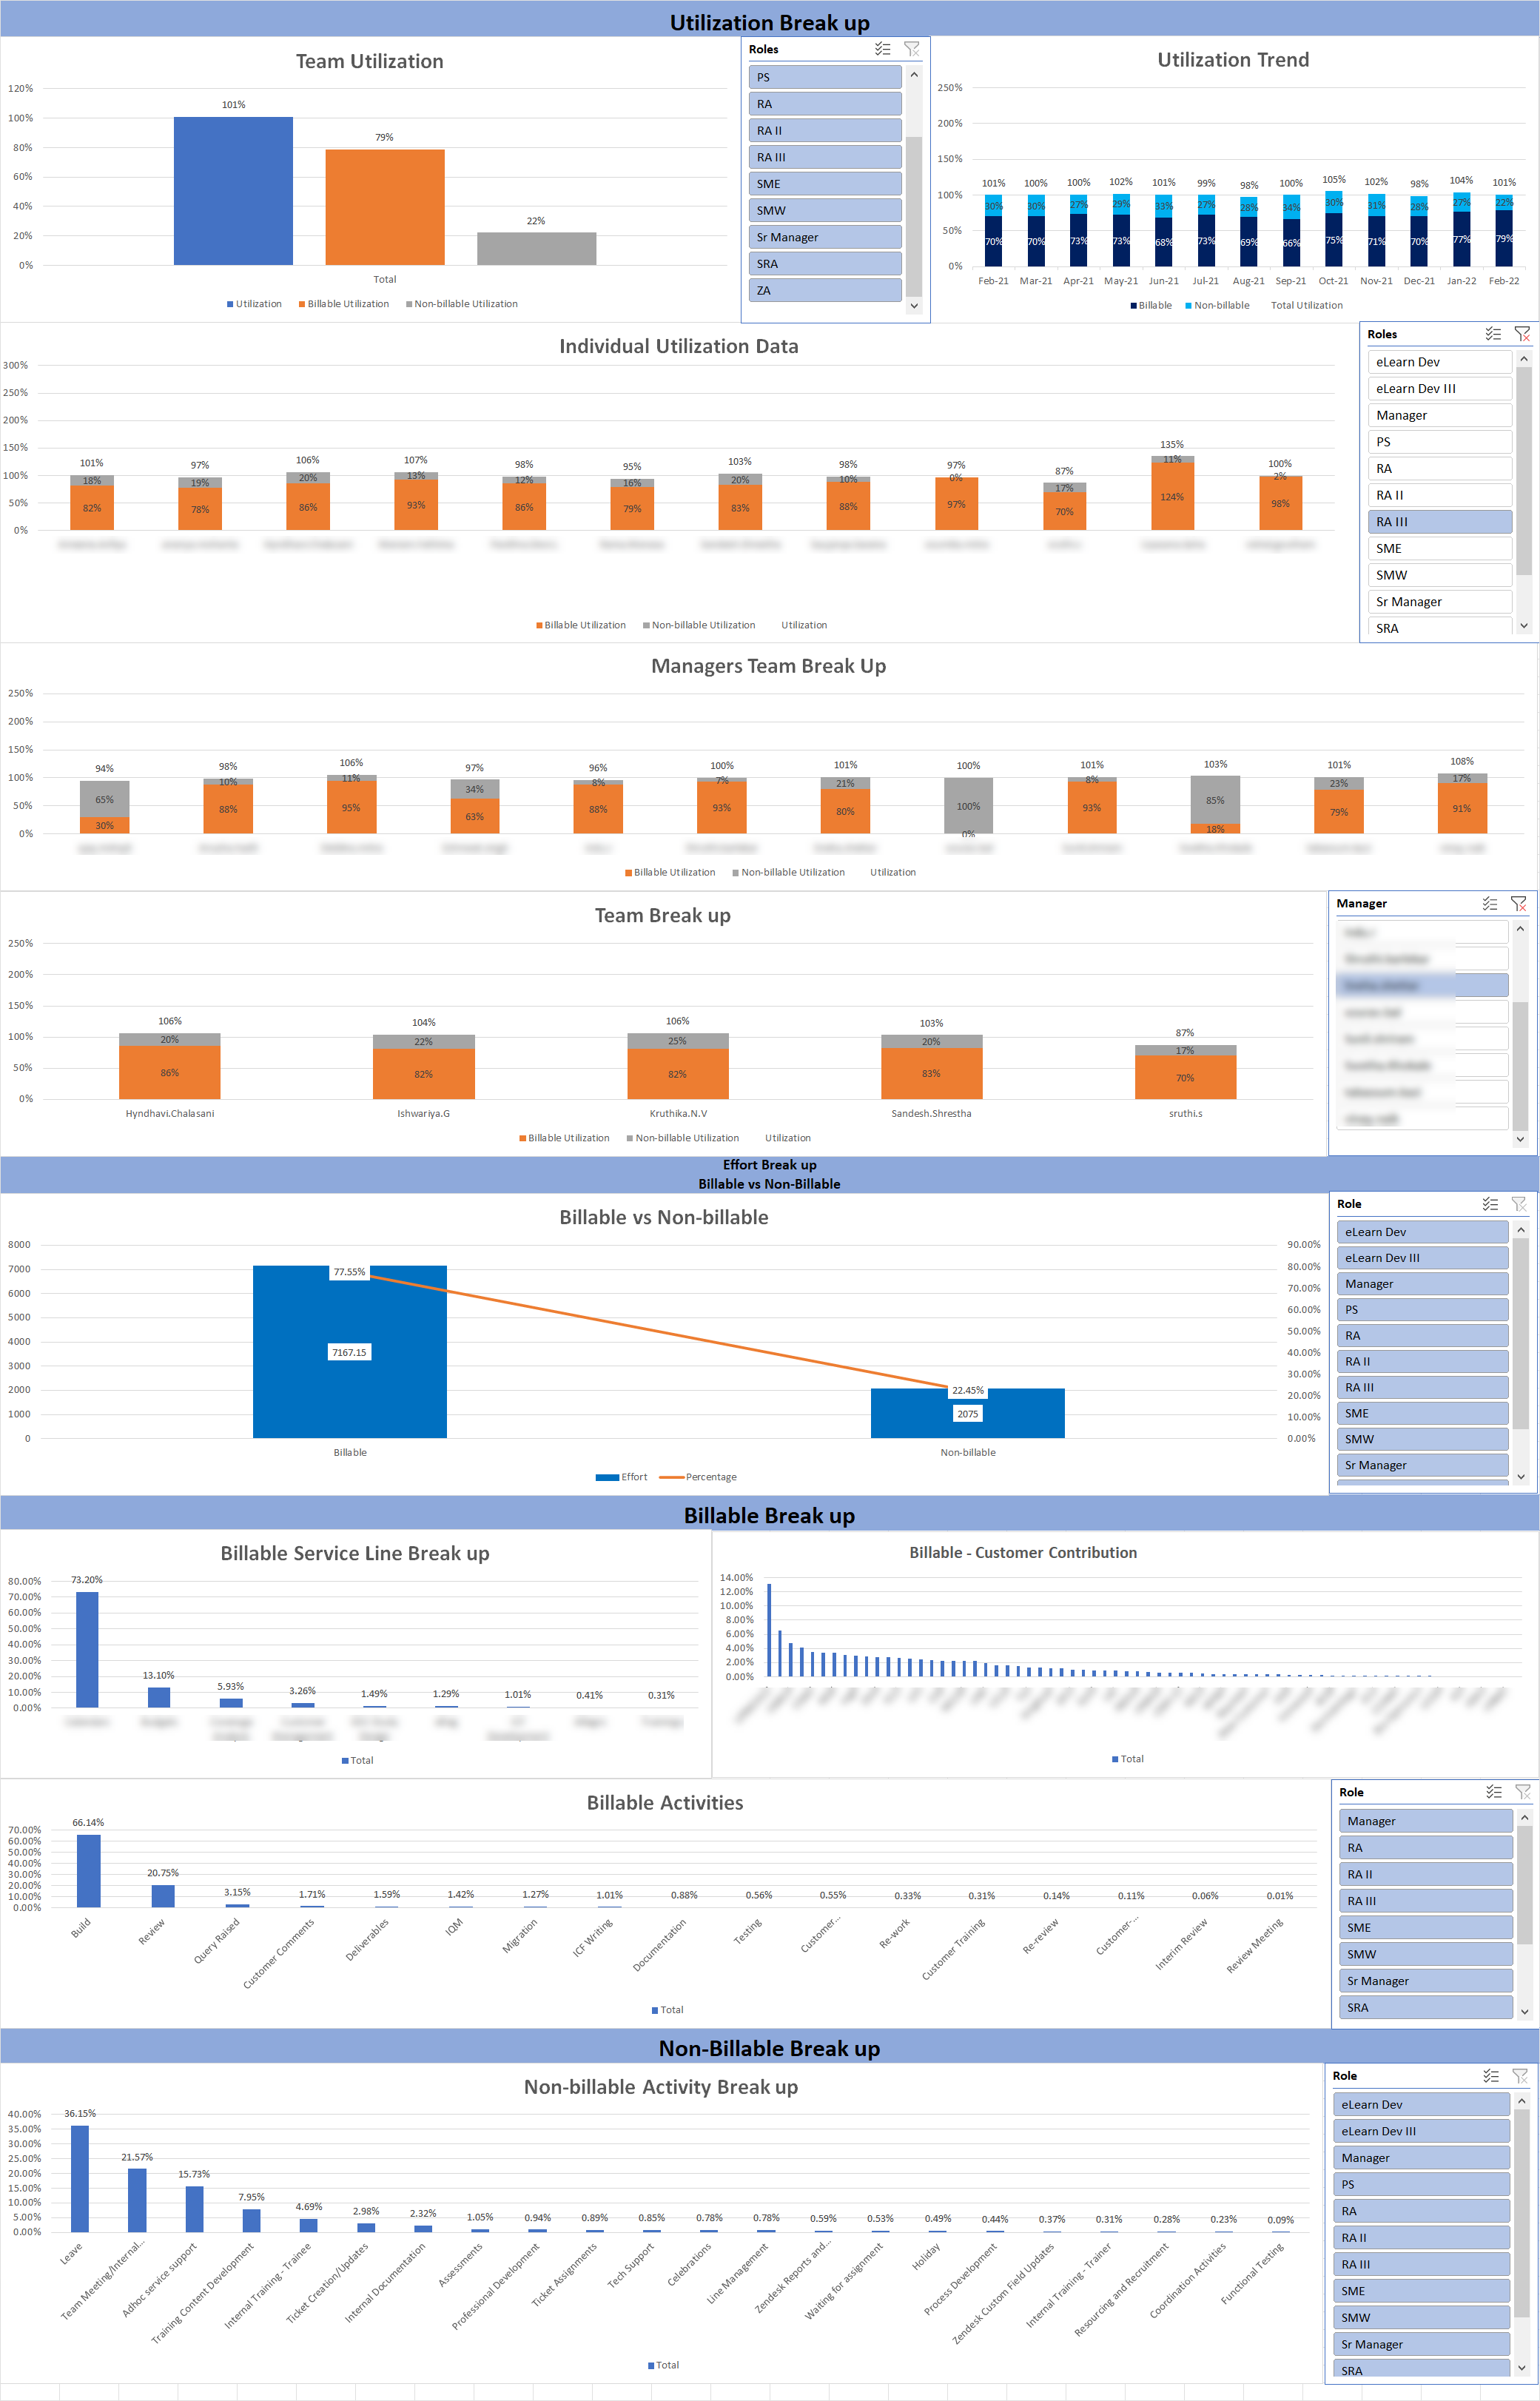 Utilization Break up
Team Utilization
120%
100%
80%
60%
40%
20%
0%
101%
79%
22%
Total
Utilization Billable Utilization Non-billable Utilization
Roles
PS
RA
RA II
RA III
SME
SMW
Sr Manager
SRA
ZA
Utilization Trend
250%
200%
150%
100%
50%
0%
101% 100% 100% 102% 101% 99% 98% 100% 105% 102% 98% 104% 101%
30% 30% 27% 29% 33% 27% 28% 34% 30% 31% 28% 27% 22%
70% 70% 73% 73% 68% 73% 69% 66% 75% 71% 70% 77% 79%
Feb-21 Mar-21 Apr-21 May-21 Jun-21 Jul-21 Aug-21 Sep-21 Oct-21 Nov-21 Dec-21 Jan-22 Feb-22
Billable Non-billable Total Utilization
Individual Utilization Data
300%
250%
200%
150%
100%
50%
0%
101% 97% 106% 107% 98% 95% 103% 98% 97% 87% 135% 100%
18% 19% 20% 13% 12% 16% 20% 10% 0% 17% 11% 2%
82% 78% 86% 93% 86% 79% 83% 88% 97% 70% 124% 98%
Billable Utilization Non-billable Utilization Utilization
Roles
eLearn Dev
eLearn Dev III
Manager
PS
RA
RA II
RA III
SME
SMW
Sr Manager
SRA
Managers Team Break Up
250%
200%
150%
100%
50%
0%
94% 98% 106% 97% 96% 100% 101% 100% 101% 103% 101% 108%
65% 10% 11% 34% 8% 7% 21% 100% 8% 85% 23% 17%
30% 88% 95% 63% 88% 93% 80% 0% 93% 18% 79% 91%
Billable Utilization Non-billable Utilization Utilization
Team Break up
250%
200%
150%
100%
50%
0%
106% 104% 106% 103% 87%
20% 22% 25% 20% 17%
86% 82% 82% 83% 70%
Hyndhavi.Chalasani Ishwariya.G Kruthika.N.V Sandesh.Shrestha sruthi.s
Billable Utilization Non-billable Utilization Utilization
Manager
Effort Break up
Billable vs Non-Billable
Billable vs Non-billable
8000
7000
6000
5000
4000
3000
2000
1000
0
77.55%
7167.15
22.45%
2075
90.00%
80.00%
70.00%
60.00%
50.00%
40.00%
30.00%
20.00%
10.00%
0.00%
Billable Non-billable
Effort Percentage
Role
eLearn Dev
eLearn Dev III
Manager
PS
RA
RA II
RA III
SME
SMW
Sr Manager
Billable Break up
Billable Service Line Break up
80.00%
70.00%
60.00%
50.00%
40.00%
30.00%
20.00%
10.00%
0.00%
73.20% 13.10% 5.93% 3.26% 1.49% 1.29% 1.01% 0.41% 0.31%
Total
Billable - Customer Contribution
14.00%
12.00%
10.00%
8.00%
6.00%
4.00%
2.00%
0.00%
Total
Billable Activities
70.00%
60.00%
50.00%
40.00%
30.00%
20.00%
10.00%
0.00%
66.14% 20.75% 3.15% 1.71% 1.59% 1.42% 1.27% 1.01% 0.88% 0.56% 0.55% 0.33% 0.31% 0.14% 0.11% 0.06% 0.01%
Build
Review
Query Raised
Customer Comments
Deliverables
IQM
Migration
ICF Writing
Documentation
Testing
Customer...
Re-work
Customer Training
Re-review
Customer-...
Interim Review
Review Meeting
Total
Role
Manager
RA
RA II
RA III
SME
SMW
Sr Manager
SRA
Non-Billable Break up
Non-billable Activity Break up
40.00%
35.00%
30.00%
25.00%
20.00%
15.00%
10.00%
5.00%
0.00%
36.15% 21.57% 15.73% 7.95% 4.69% 2.98% 2.32% 1.05% 0.94% 0.89% 0.85% 0.78% 0.78% 0.59% 0.53% 0.49% 0.44% 0.37% 0.31% 0.28% 0.23% 0.09%
Leave
Team Meeting/Internal...
Adhoc service support
Training Content Development
Internal Training - Trainee
Ticket Creation/Updates
Internal Documentation
Assessments
Professional Development
Ticket Assignments
Tech Support
Celebrations
Line Management
Zendesk Reports and...
Waiting for assignment
Holiday
Process Development
Zendesk Custom Field Updates
Internal Training - Trainer
Resourcing and Recruitment
Coordination Activities
Functional Testing
Total
Role
eLearn Dev
eLearn Dev III
Manager
PS
RA
RA II
RA III
SME
SMW
Sr Manager
SRA